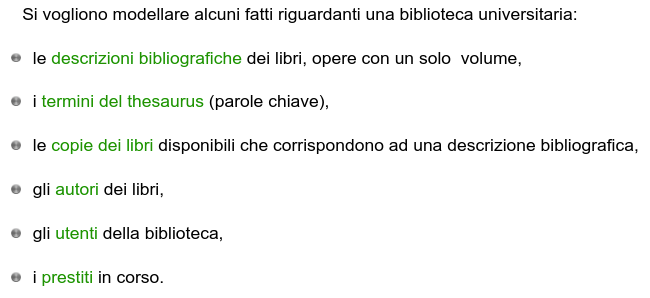 Si vogliono modellare alcuni fatti riguardanti una biblioteca universitaria:
le descrizioni bibliografiche dei libri, opere con un solo volume,
i termini del thesaurus (parole chiave),
le copie dei libri disponibili che corrispondono ad una descrizione bibliografica,
gli autori dei libri,
gli utenti della biblioteca,
i prestiti in corso.